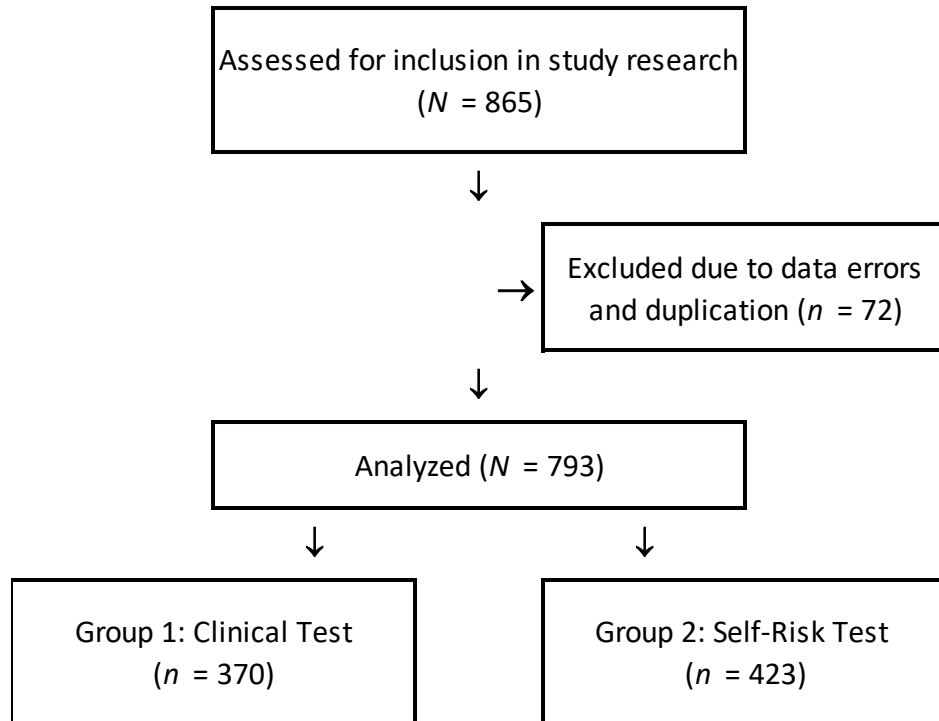 Assessed for inclusion in study research
(N = 865)
↓
→
Excluded due to data errors
and duplication (n = 72)
↓
Analyzed (N = 793)
↓ ↓
Group 1: Clinical Test
(n = 370)
Group 2: Self-Risk Test
(n = 423)